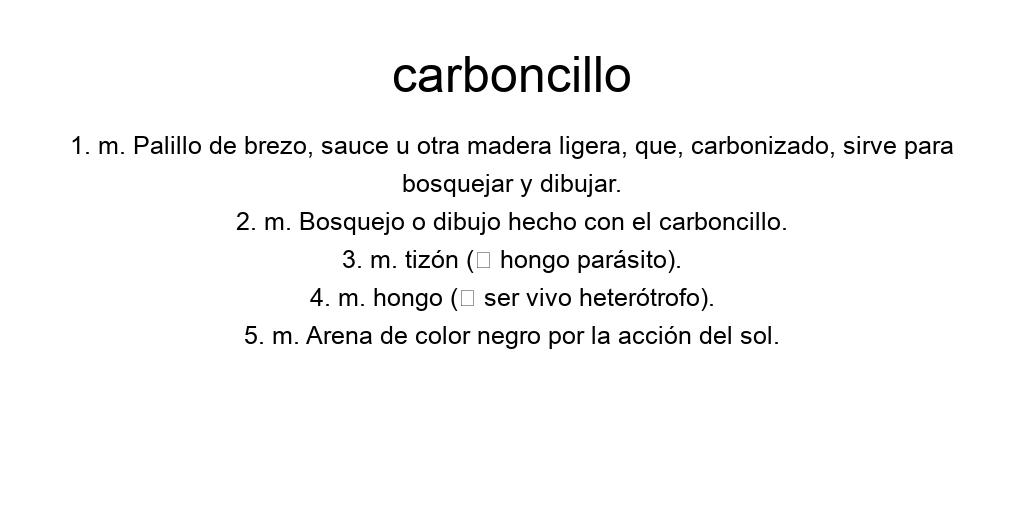 carboncillo
1. m. Palillo de brezo, sauce u otra madera ligera, que, carbonizado, sirve para
bosquejar y dibujar.
2. m. Bosquejo o dibujo hecho con el carboncillo.
3. m. tizón (□ hongo parásito).
4. m. hongo (□ ser vivo heterótrofo).
5. m. Arena de color negro por la acción del sol.